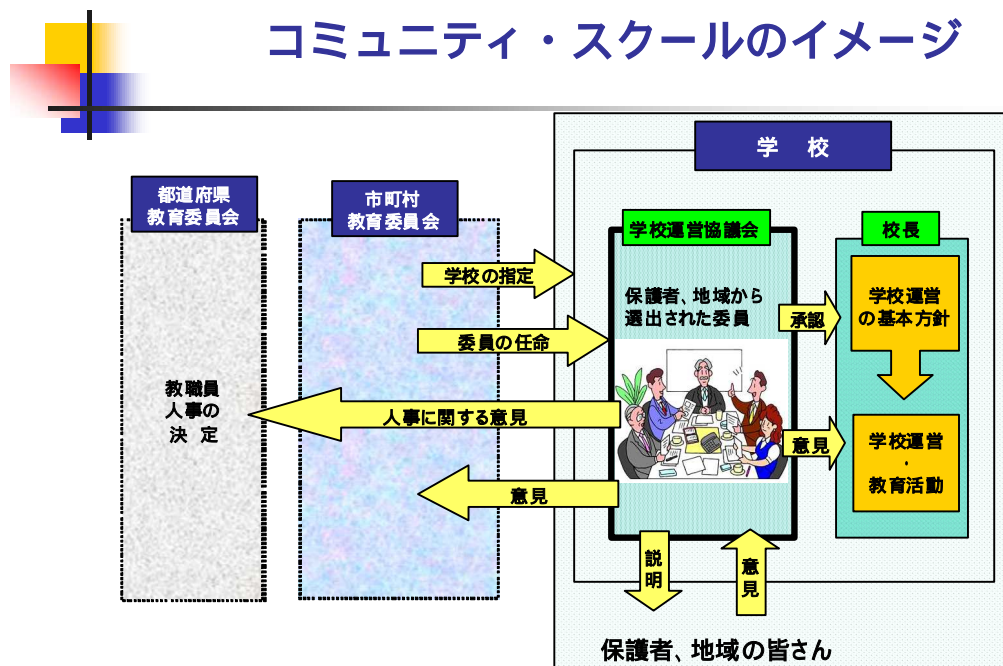 コミュニティ・スクールのイメージ
学 校
都道府県
教育委員会
市町村
教育委員会
学校運営協議会
校長
学校の指定
保護者、地域から
選出された委員
承認
学校運営
の基本方針
委員の任命
教職員
人事の
決 定
人事に関する意見
意見
学校運営
・
教育活動
意見
説
明
意
見
保護者、地域の皆さん